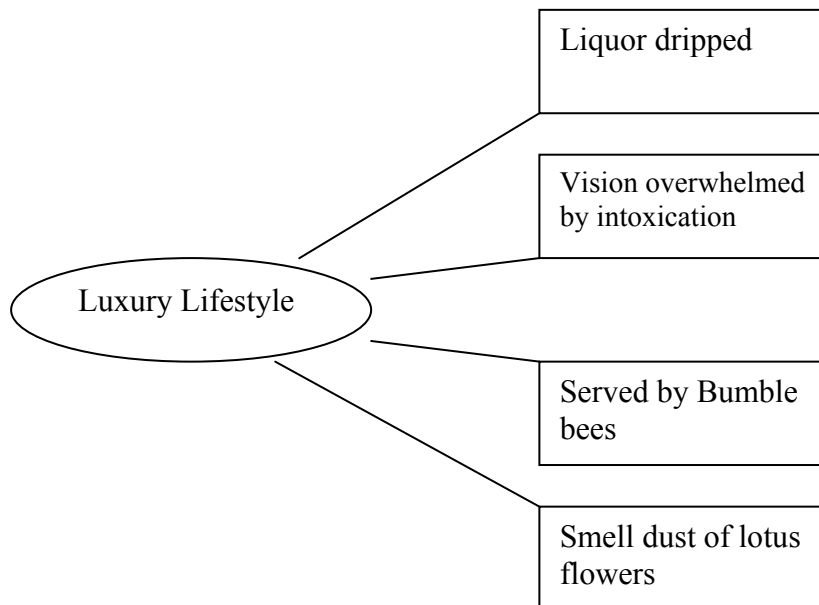 Liquor dripped
Vision overwhelmed
by intoxication
Luxury Lifestyle
Served by Bumble
bees
Smell dust of lotus
flowers